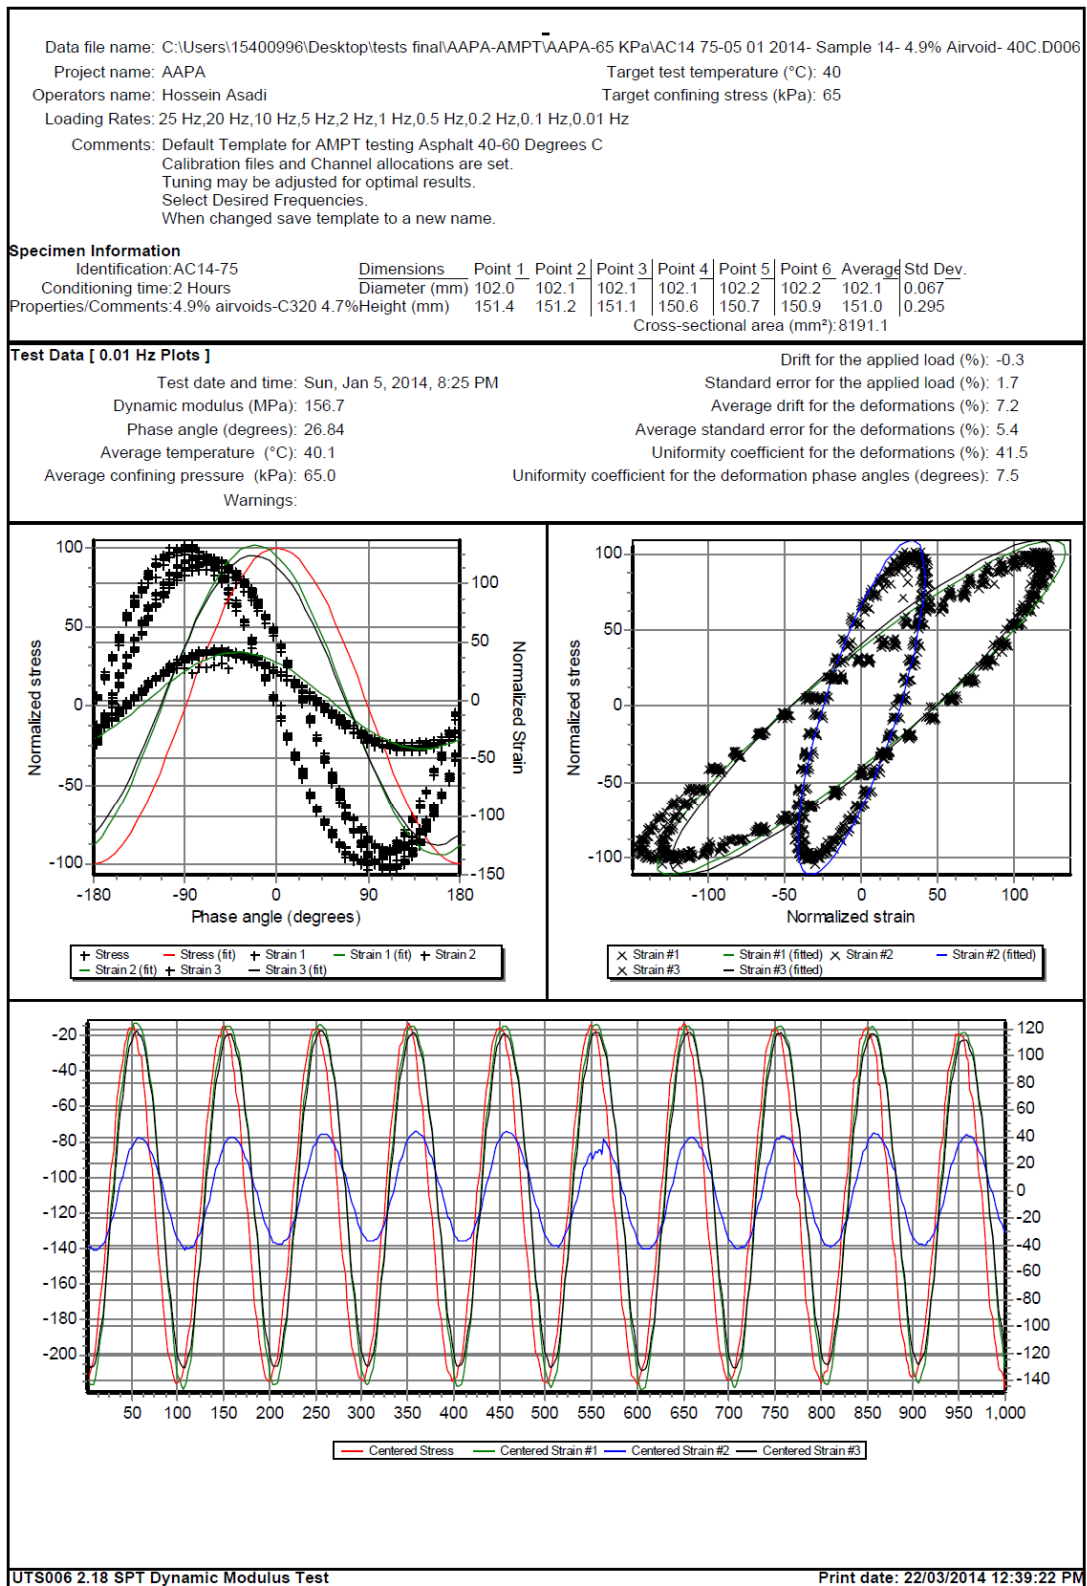 Data file name: C:\Users\15400996\Desktop\tests final\AAPA-AMPT\AAPA-65 KPa\AC14 75-05 01 2014- Sample 14- 4.9% Airvoid- 40C.D006
Project name: AAPA Target test temperature (°C): 40
Operators name: Hossein Asadi Target confining stress (kPa): 65
Loading Rates: 25 Hz,20 Hz,10 Hz,5 Hz,2 Hz,1 Hz,0.5 Hz,0.2 Hz,0.1 Hz,0.01 Hz
Comments: Default Template for AMPT testing Asphalt 40-60 Degrees C
Calibration files and Channel allocations are set.
Tuning may be adjusted for optimal results.
Select Desired Frequencies.
When changed save template to a new name.
Specimen Information
Identification: AC14-75 Dimensions Point 1 Point 2 Point 3 Point 4 Point 5 Point 6 Average Std Dev.
Conditioning time: 2 Hours Diameter (mm) 102.0 102.1 102.1 102.1 102.2 102.2 102.1 0.067
Properties/Comments: 4.9% airvoids-C320 4.7% Height (mm) 151.4 151.2 151.1 150.6 150.7 150.9 151.0 0.295
Cross-sectional area (mm²): 8191.1
Test Data [ 0.01 Hz Plots ] Drift for the applied load (%): -0.3
Test date and time: Sun, Jan 5, 2014, 8:25 PM Standard error for the applied load (%): 1.7
Dynamic modulus (MPa): 156.7 Average drift for the deformations (%): 7.2
Phase angle (degrees): 26.84 Average standard error for the deformations (%): 5.4
Average temperature (°C): 40.1 Uniformity coefficient for the deformations (%): 41.5
Average confining pressure (kPa): 65.0 Uniformity coefficient for the deformation phase angles (degrees): 7.5
Warnings:
Normalized stress
100
50
0
-50
-100
100
50
0
-50
-100
-150
Normalized Strain
-180 -90 0 90 180
Phase angle (degrees)
Stress Stress (fit) Strain 1 Strain 1 (fit) Strain 2
Strain 2 (fit) Strain 3 Strain 3 (fit)
Normalized stress
100
50
0
-50
-100
-100 -50 0 50 100
Normalized strain
Strain #1 Strain #1 (fitted) Strain #2 Strain #2 (fitted)
Strain #3 Strain #3 (fitted)
-20
-40
-60
-80
-100
-120
-140
-160
-180
-200
120
100
80
60
40
20
0
-20
-40
-60
-80
-100
-120
-140
50 100 150 200 250 300 350 400 450 500 550 600 650 700 750 800 850 900 950 1,000
Centered Stress Centered Strain #1 Centered Strain #2 Centered Strain #3
UTS006 2.18 SPT Dynamic Modulus Test Print date: 22/03/2014 12:39:22 PM